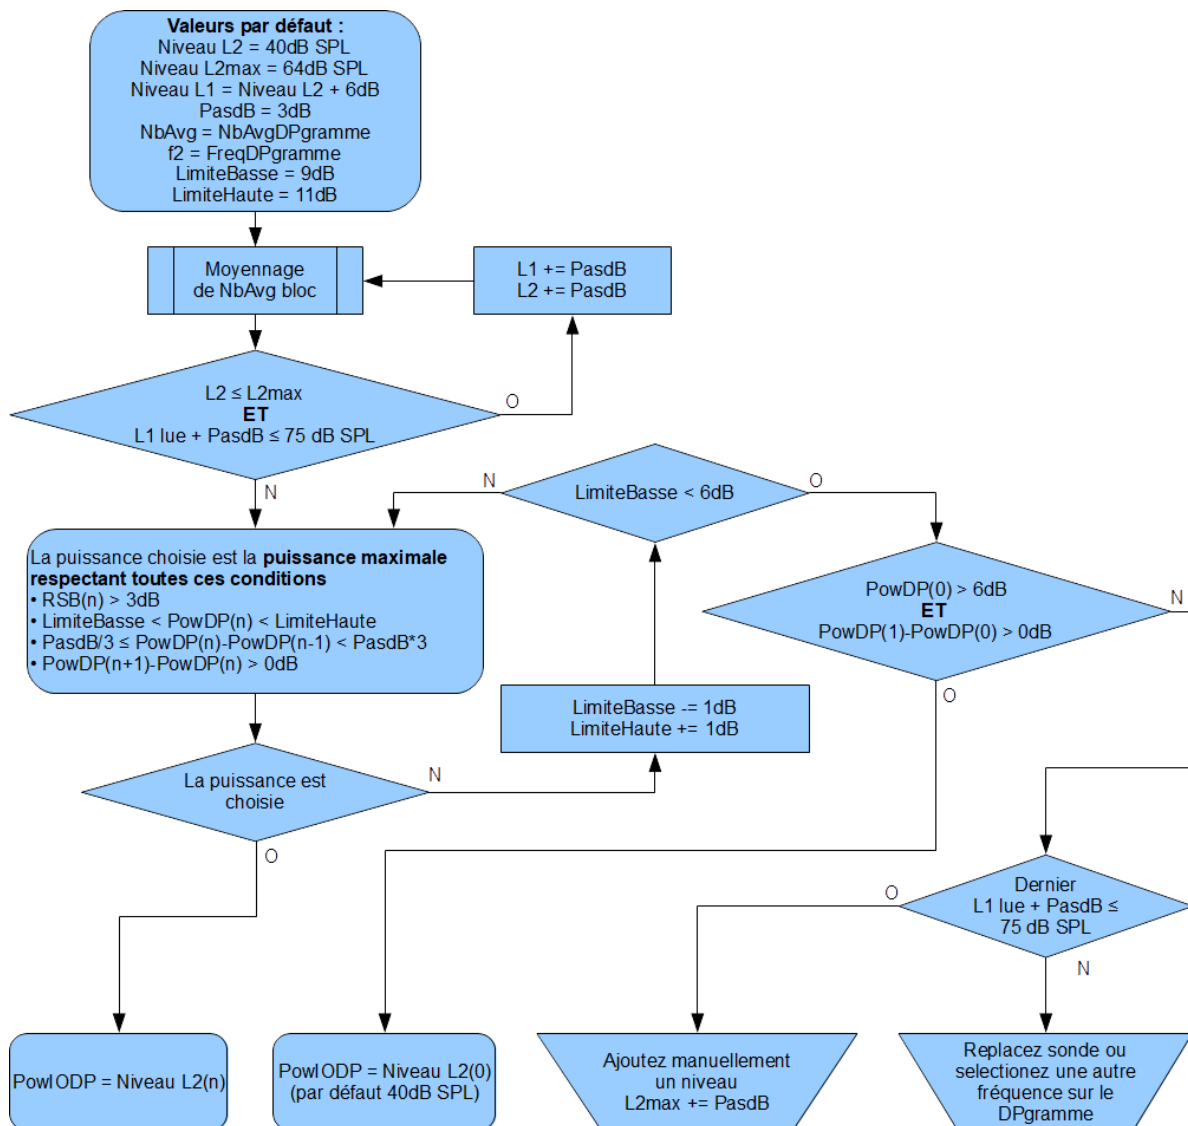 Valeurs par défaut :
Niveau L2 = 40dB SPL
Niveau L2max = 64dB SPL
Niveau L1 = Niveau L2 + 6dB
PasdB = 3dB
NbAvg = NbAvgDPgramme
f2 = FreqDPgramme
LimiteBasse = 9dB
LimiteHaute = 11dB
Moyennage
de NbAvg bloc
L1 += PasdB
L2 += PasdB
L2 ≤ L2max
ET
L1 lue + PasdB ≤ 75 dB SPL
O
N
LimiteBasse < 6dB
N
O
La puissance choisie est la puissance maximale
respectant toutes ces conditions
• RSB(n) > 3dB
• LimiteBasse < PowDP(n) < LimiteHaute
• PasdB/3 ≤ PowDP(n)-PowDP(n-1) < PasdB*3
• PowDP(n+1)-PowDP(n) > 0dB
PowDP(0) > 6dB
ET
PowDP(1)-PowDP(0) > 0dB
N
O
LimiteBasse -= 1dB
LimiteHaute += 1dB
La puissance est
choisie
N
O
Dernier
L1 lue + PasdB ≤
75 dB SPL
O
N
PowIODP = Niveau L2(n)
PowIODP = Niveau L2(0)
(par défaut 40dB SPL)
Ajoutez manuellement
un niveau
L2max += PasdB
Replacez sonde ou
selectionez une autre
fréquence sur le
DPgramme